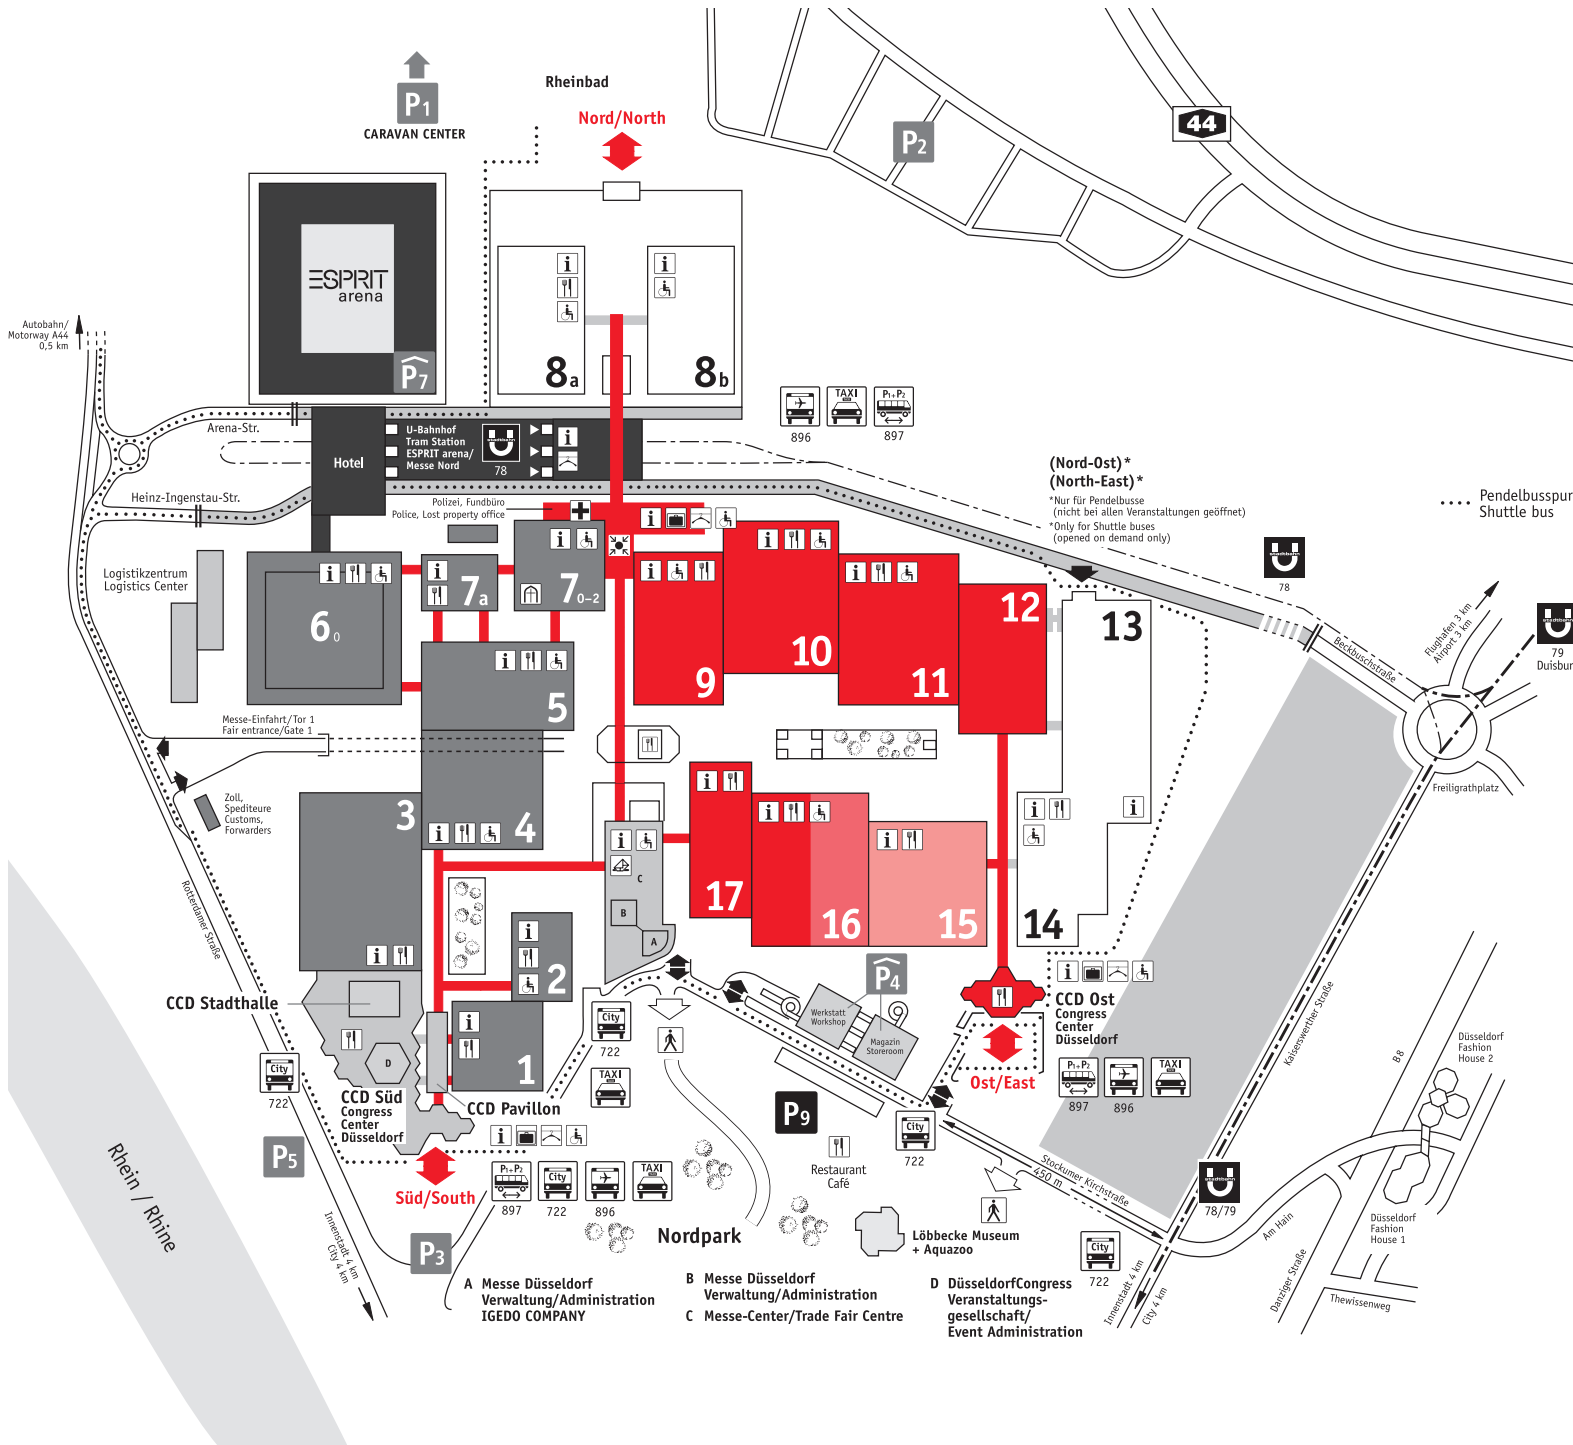 Rheinbad
P1
CARAVAN CENTER
Nord/North
P2
44
ESPRIT
arena
P7
Autobahn/
Motorway A44
0,5 km
8a
8b
Arena-Str.
Hotel
U-Bahnhof
Tram Station
ESPRIT arena/
Messe Nord
78
896
TAXI
P1+P2
897
(Nord-Ost)*
(North-East)*
*Nur für Pendelbusse
(nicht bei allen Veranstaltungen geöffnet)
*Only for Shuttle buses
(opened on demand only)
Pendelbusspur
Shuttle bus
Heinz-Ingenstau-Str.
Polizei, Fundbüro
Police, Lost property office
Logistikzentrum
Logistics Center
78
Flughafen 3 km
Airport 3 km
79
Duisbur
Beckbuschstraße
Freiligrathplatz
60
7a
70-2
5
9
10
11
12
13
Messe-Einfahrt/Tor 1
Fair entrance/Gate 1
Zoll,
Spediteure
Customs,
Forwarders
3
4
17
16
15
14
C
B
A
2
1
Rotterdamer Straße
CCD Stadthalle
D
CCD Süd
Congress
Center
Düsseldorf
CCD Pavillon
City
722
City
722
TAXI
Werkstatt
Workshop
P4
Magazin
Storeroom
CCD Ost
Congress
Center
Düsseldorf
Ost/East
P1+P2
897
896
TAXI
Kaiserswerther Straße
B 8
Düsseldorf
Fashion
House 2
P9
Restaurant
Café
City
722
Stockumer Kirchstraße
450 m
78/79
Am Hain
Düsseldorf
Fashion
House 1
P5
Süd/South
P1+P2
897
City
722
896
TAXI
Rhein / Rhine
Innenstadt 4 km
City 4 km
P3
Nordpark
Löbbecke Museum
+ Aquazoo
City
722
Innenstadt 4 km
City 4 km
Danziger Straße
Thewissenweg
A Messe Düsseldorf
Verwaltung/Administration
IGEDO COMPANY
B Messe Düsseldorf
Verwaltung/Administration
C Messe-Center/Trade Fair Centre
D DüsseldorfCongress
Veranstaltungs-
gesellschaft/
Event Administration